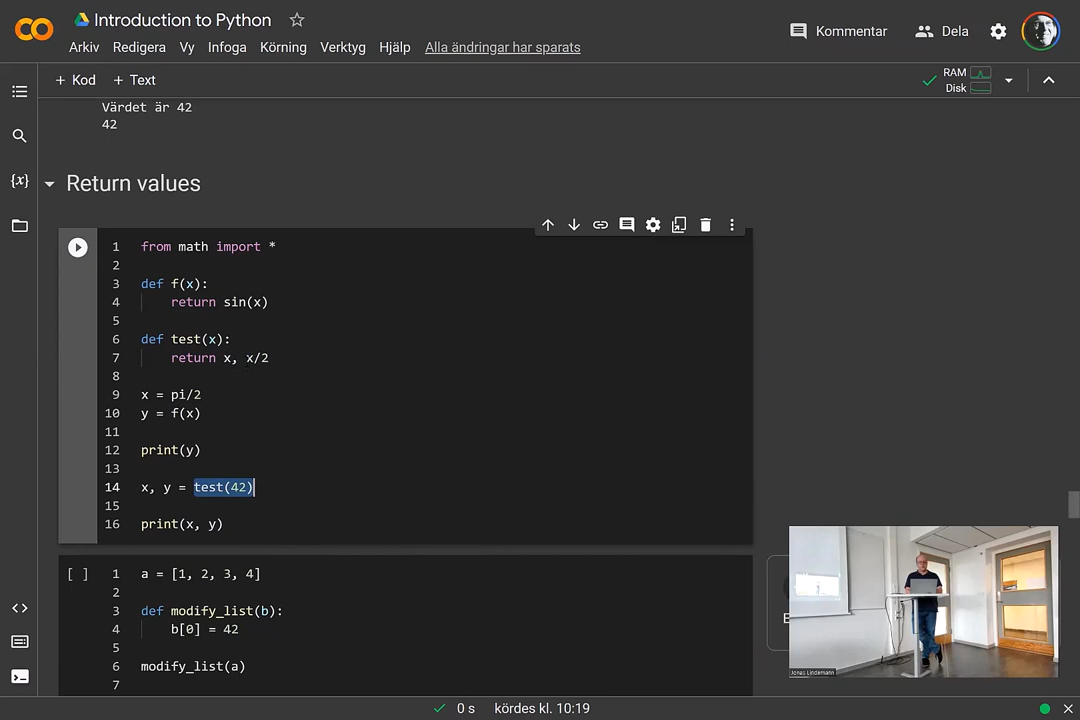 Introduction to Python
Kommentar
Dela
Arkiv Redigera Vy Infoga Körning Verktyg Hjälp Alla ändringar har sparats
+ Kod + Text
RAM
Disk
Värdet är 42
42
{x}
Return values
1 from math import *
2
3 def f(x):
4 return sin(x)
5
6 def test(x):
7 return x, x/2
8
9 x = pi/2
10 y = f(x)
11
12 print(y)
13
14 x, y = test(42)
15
16 print(x, y)
[ ] 1 a = [1, 2, 3, 4]
2
3 def modify_list(b):
4 b[0] = 42
5
6 modify_list(a)
7
Jonas Lindemann
0 s kördes kl. 10:19